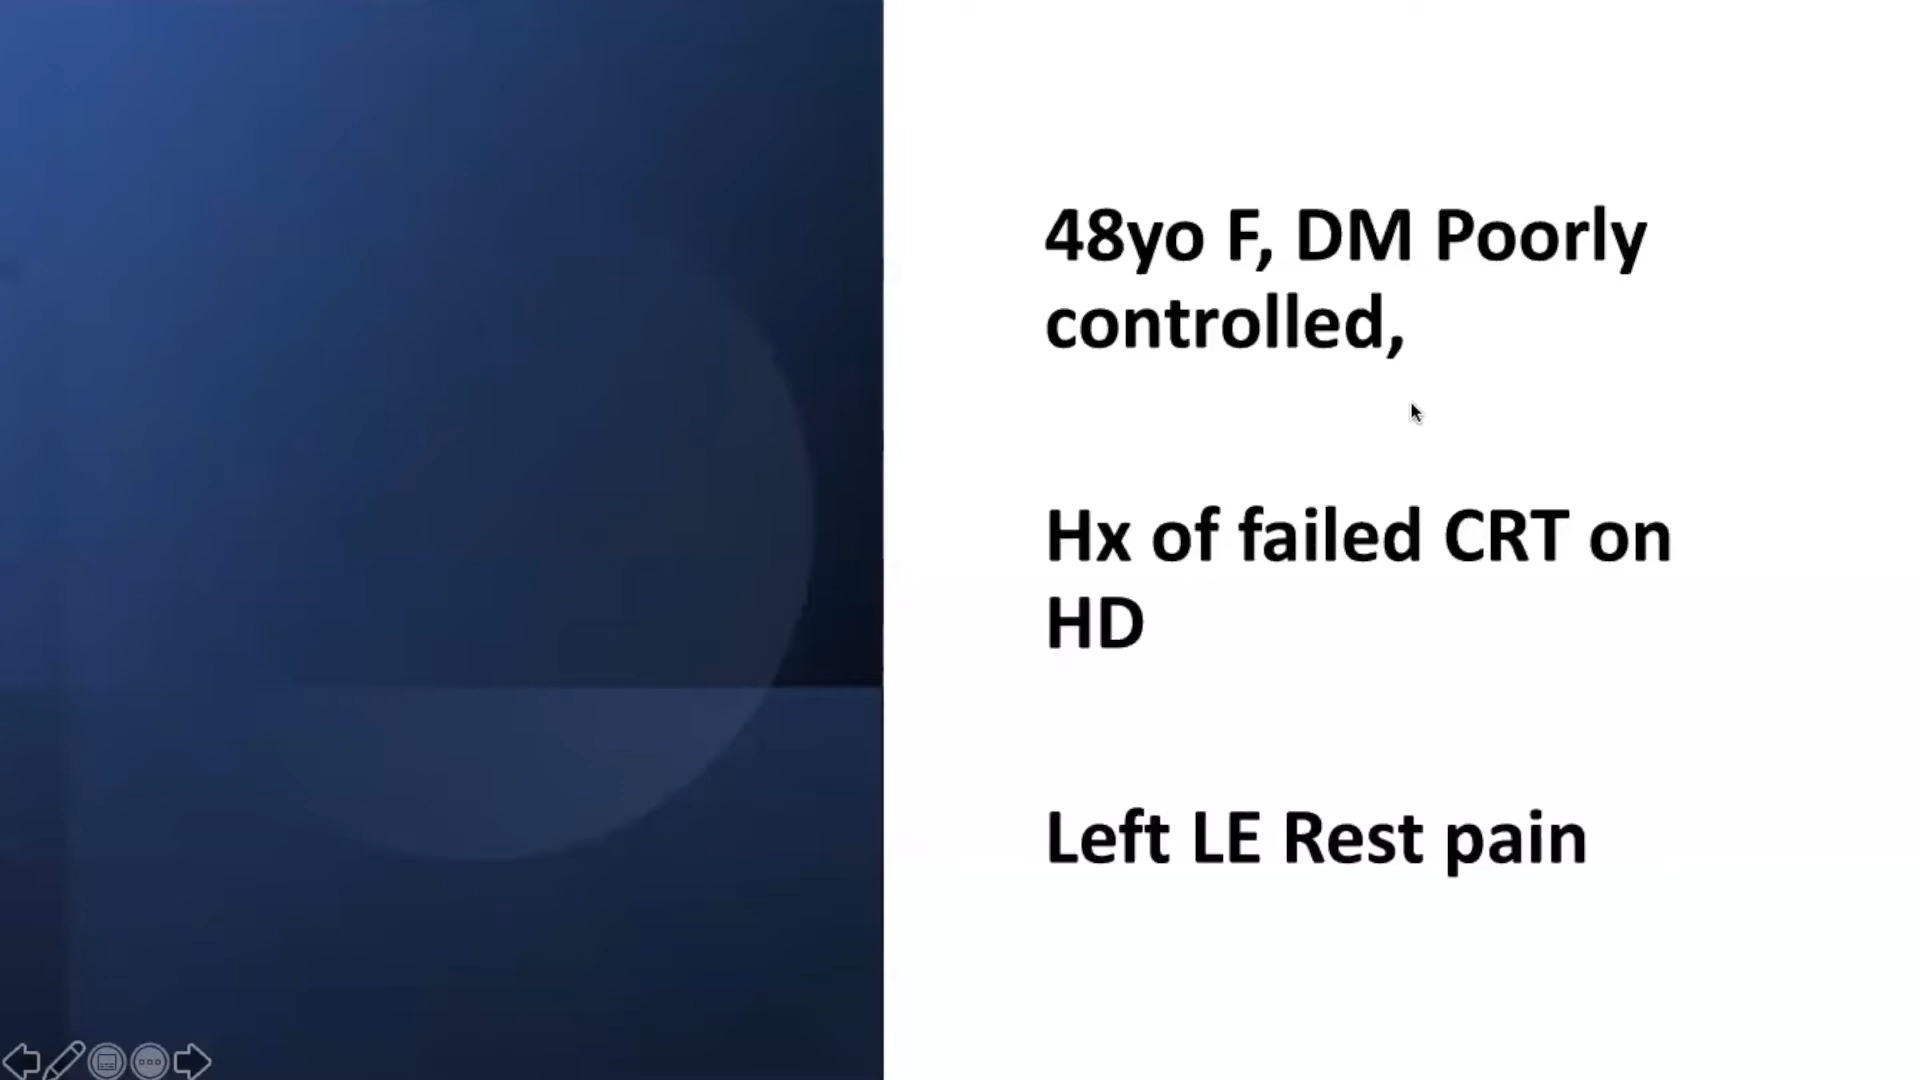 48yo F, DM Poorly
controlled,
Hx of failed CRT on
HD
Left LE Rest pain